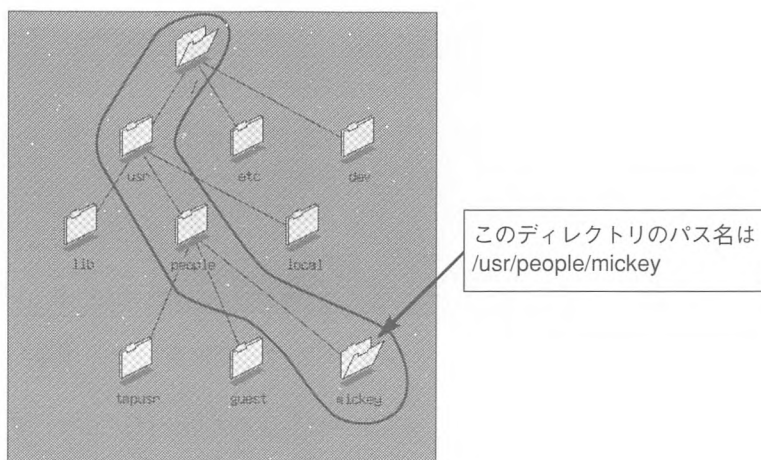 /
usr
etc
dev
lib
people
local
tmpusr
guest
mickey
このディレクトリのパス名は
/usr/people/mickey